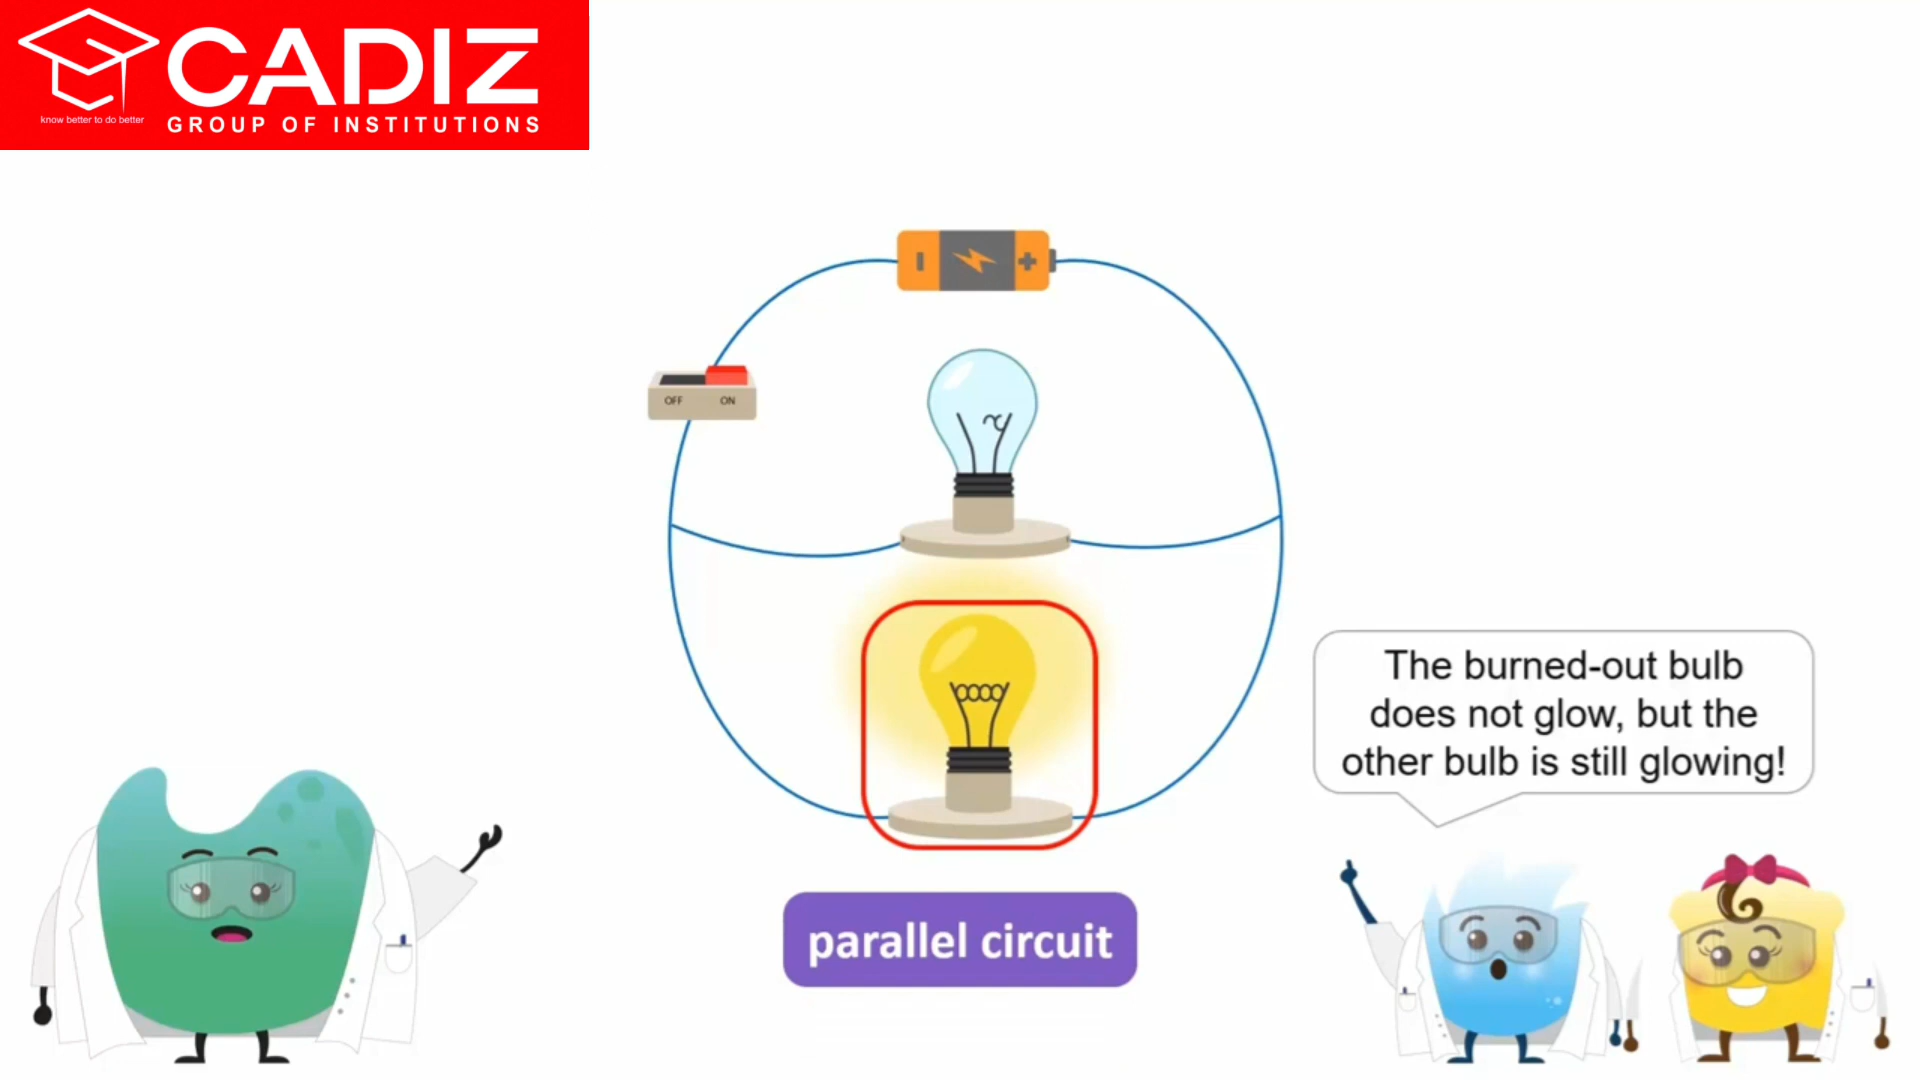 CADIZ
know better to do better
GROUP OF INSTITUTIONS
OFF ON
The burned-out bulb
does not glow, but the
other bulb is still glowing!
parallel circuit